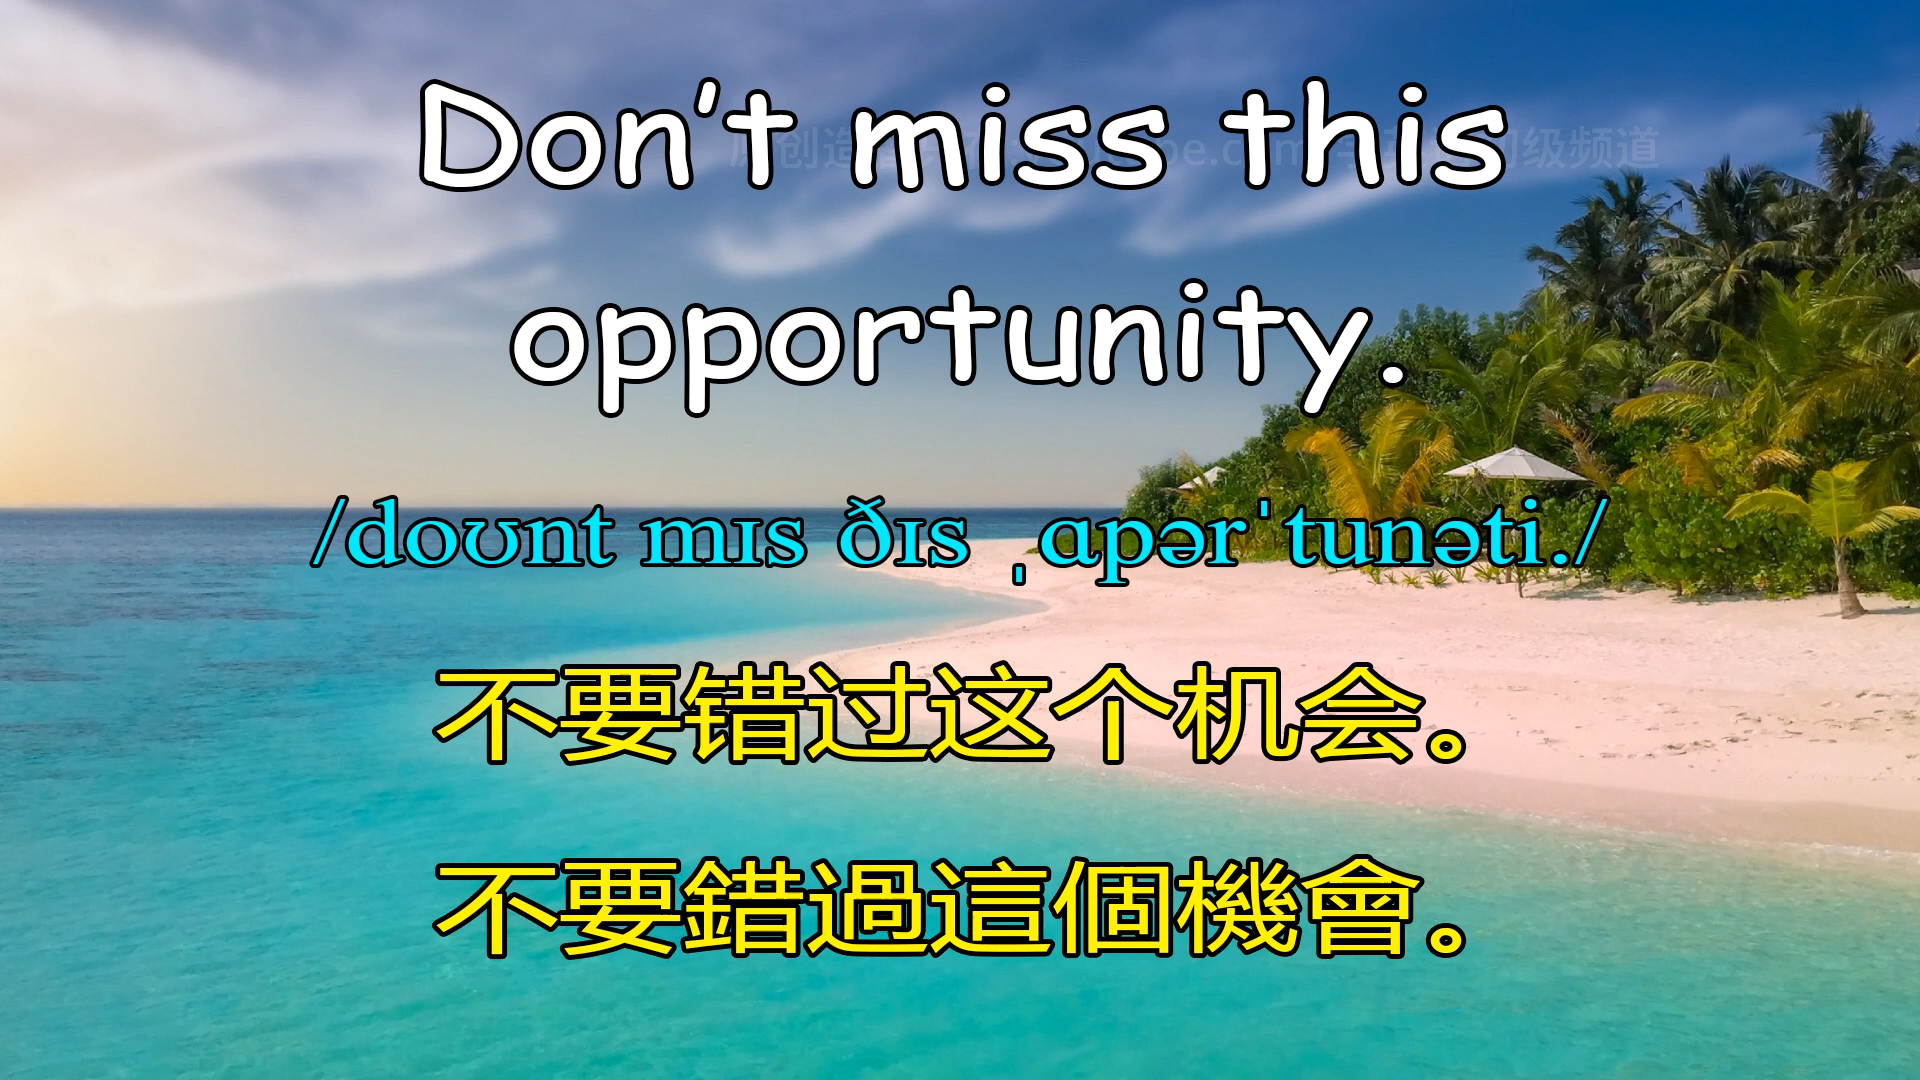 Don't miss this
opportunity.
/doʊnt mɪs ðɪs ˌɑpərˈtunəti./
不要错过这个机会。
不要錯過這個機會。